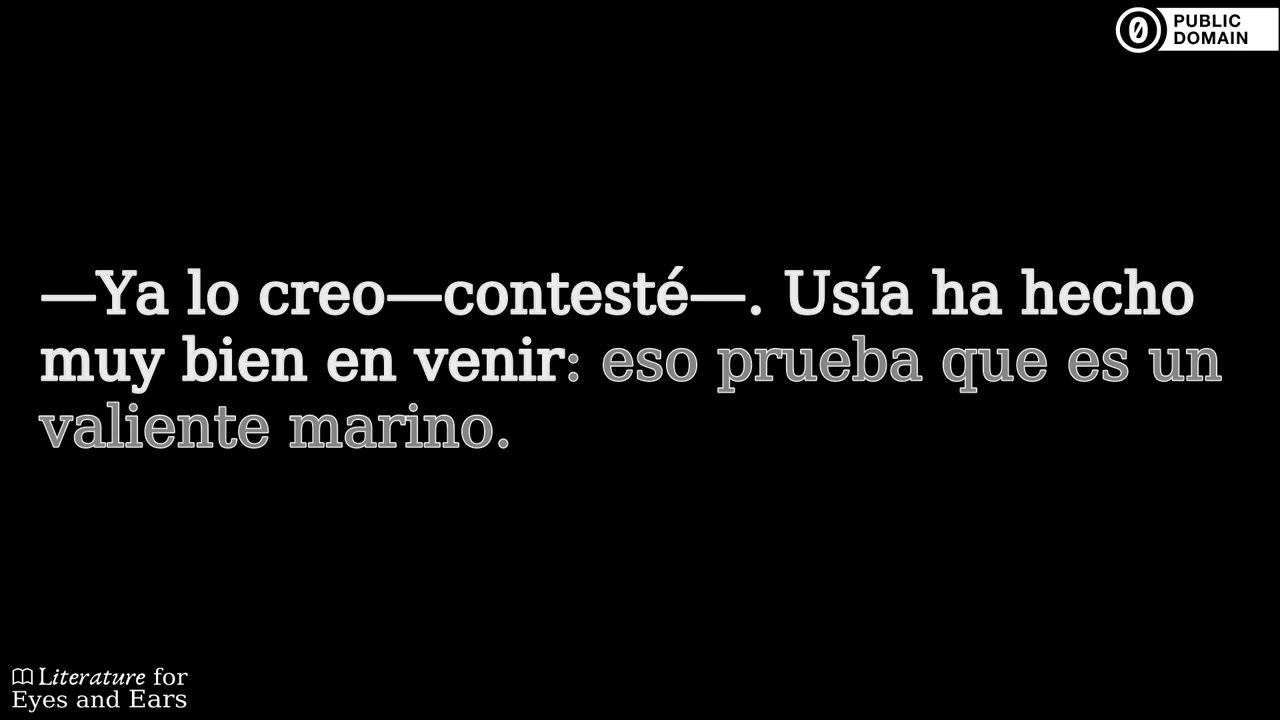 PUBLIC
DOMAIN
—Ya lo creo—contesté—. Usía ha hecho
muy bien en venir: eso prueba que es un
valiente marino.
Literature for
Eyes and Ears